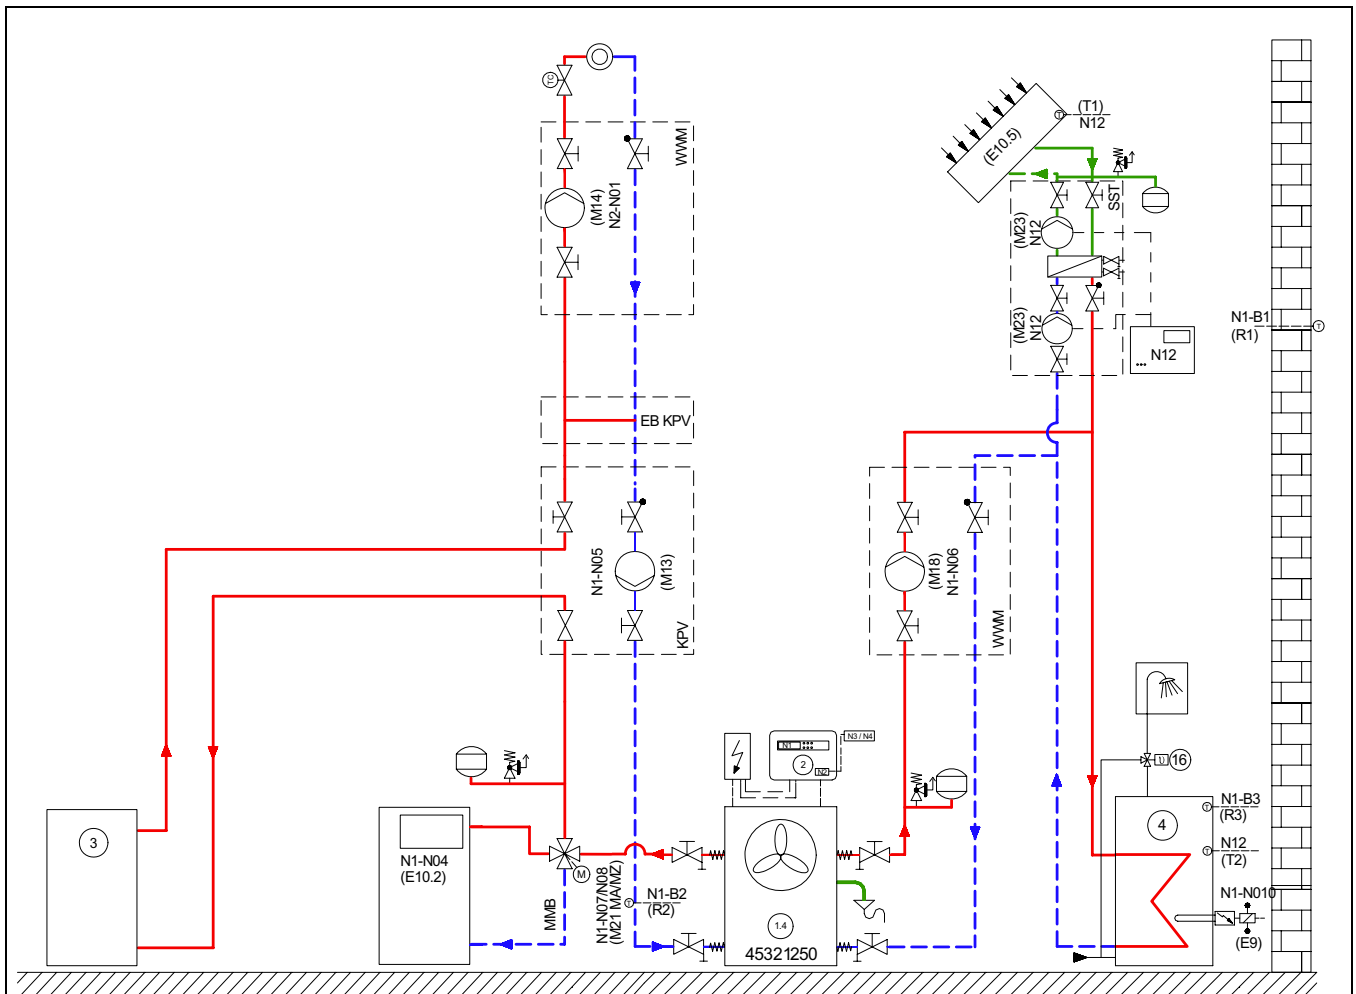 TC
WWM
(M14)
N2-N01
EB KPV
N1-N05
(M13)
KPV
(T1)
T
N12
(E10.5)
SST
(M23)
N12
(M23)
N12
N12
N1-B1
(R1)
T
(M18)
N1-N06
WWM
3
N1-N04
(E10.2)
MMB
M
N1-N07/N08
(M21 MA/MZ)
T
N1-B2
(R2)
N1
2
N2
N3 / N4
1.4
45321250
16
4
T
N1-B3
(R3)
T
N12
(T2)
N1-N010
(E9)